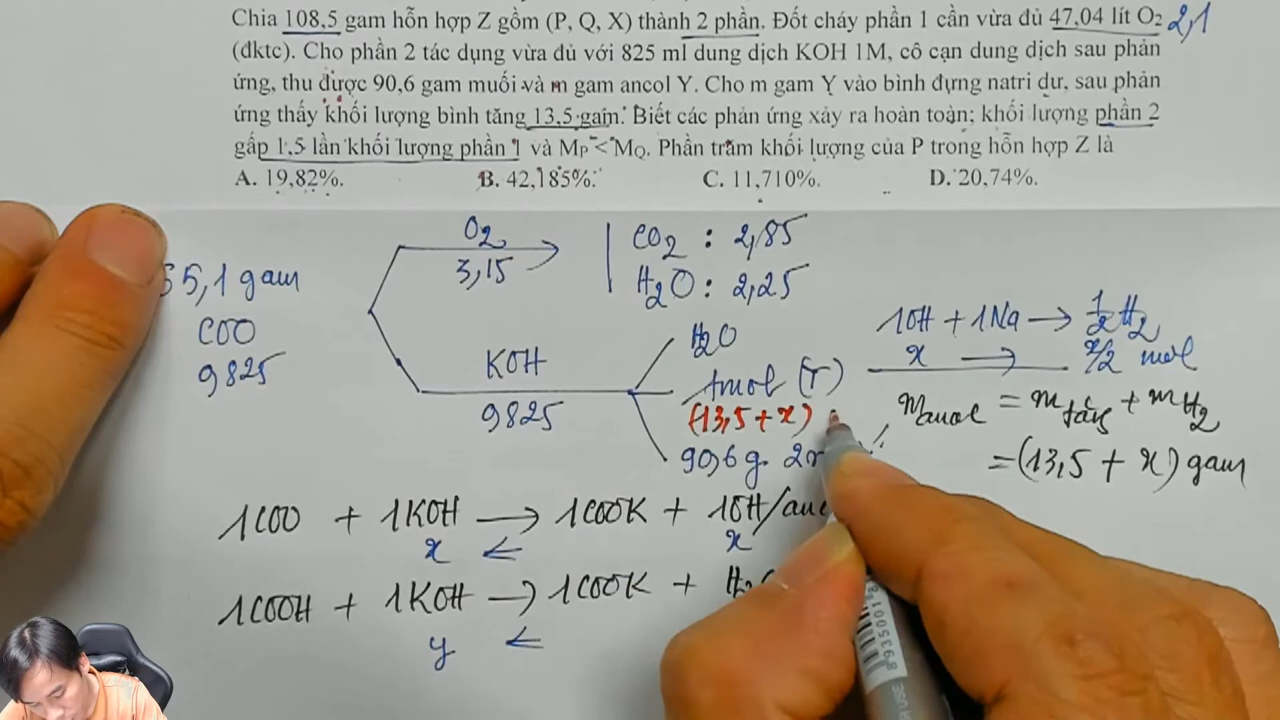 Chia 108,5 gam hỗn hợp Z gồm (P, Q, X) thành 2 phần. Đốt cháy phần 1 cần vừa đủ 47,04 lít O2 2,1
(đktc). Cho phần 2 tác dụng vừa đủ với 825 ml dung dịch KOH 1M, cô cạn dung dịch sau phản
ứng, thu được 90,6 gam muối và m gam ancol Y. Cho m gam Y vào bình đựng natri dư, sau phản
ứng thấy khối lượng bình tăng 13,5 gam. Biết các phản ứng xảy ra hoàn toàn; khối lượng phần 2
gấp 1,5 lần khối lượng phần 1 và MP < MQ. Phần trăm khối lượng của P trong hỗn hợp Z là
A. 19,82%. B. 42,185%. C. 11,710%. D. 20,74%.
O2
3,15
CO2 : 2,85
H2O : 2,25
5,1 gam
COO
0,825
KOH
0,825
H2O
Ancol (Y)
(13,5 + x)
90,6 g
1OH + 1Na → 1/2 H2
x → x/2 mol
m ancol = m tăng + m H2
= (13,5 + x) gam
1COO + 1KOH → 1COOK + 1OH/
x ← x
1COOH + 1KOH → 1COOK +
y ←